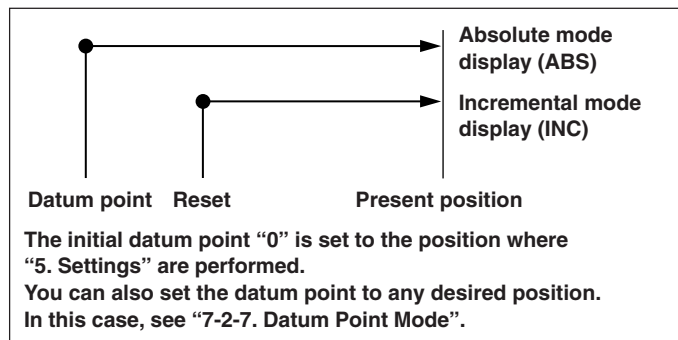 Absolute mode
display (ABS)
Incremental mode
display (INC)
Datum point Reset Present position
The initial datum point “0” is set to the position where
“5. Settings” are performed.
You can also set the datum point to any desired position.
In this case, see “7-2-7. Datum Point Mode”.